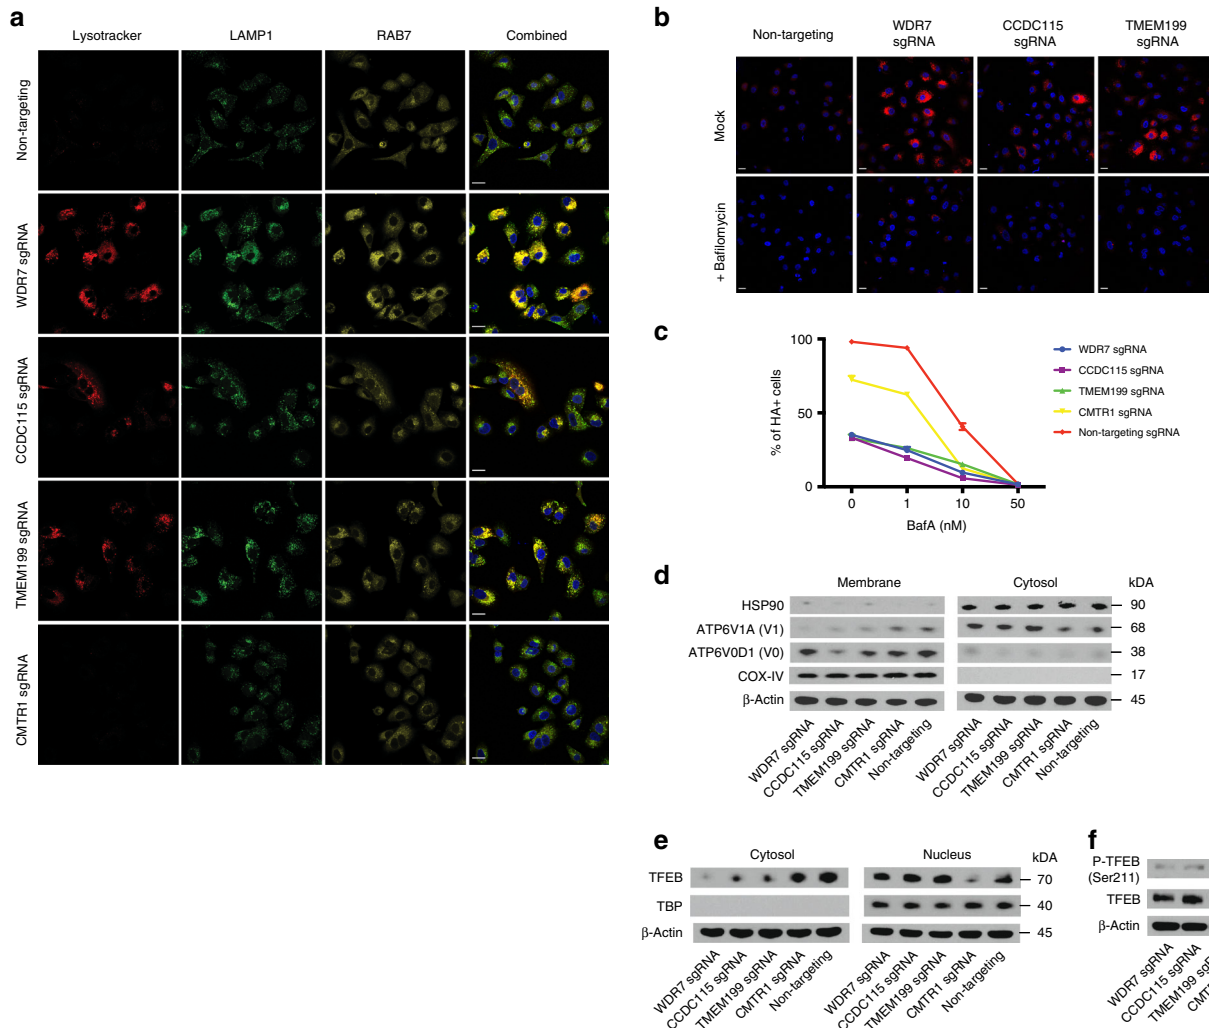 a
Lysotracker LAMP1 RAB7 Combined
Non-targeting
WDR7 sgRNA
CCDC115 sgRNA
TMEM199 sgRNA
CMTR1 sgRNA
b
Non-targeting WDR7 sgRNA CCDC115 sgRNA TMEM199 sgRNA
Mock
+ Bafilomycin
c
% of HA+ cells
100
50
0
0 1 10 50
BafA (nM)
WDR7 sgRNA
CCDC115 sgRNA
TMEM199 sgRNA
CMTR1 sgRNA
Non-targeting sgRNA
d
Membrane Cytosol kDA
HSP90 90
ATP6V1A (V1) 68
ATP6V0D1 (V0) 38
COX-IV 17
β-Actin 45
WDR7 sgRNA CCDC115 sgRNA TMEM199 sgRNA CMTR1 sgRNA Non-targeting
WDR7 sgRNA CCDC115 sgRNA TMEM199 sgRNA CMTR1 sgRNA Non-targeting
e
Cytosol Nucleus kDA
TFEB 70
TBP 40
β-Actin 45
WDR7 sgRNA CCDC115 sgRNA TMEM199 sgRNA CMTR1 sgRNA Non-targeting
WDR7 sgRNA CCDC115 sgRNA TMEM199 sgRNA CMTR1 sgRNA Non-targeting
f
P-TFEB
(Ser211)
TFEB
β-Actin
WDR7 sgRNA CCDC115 sgRNA